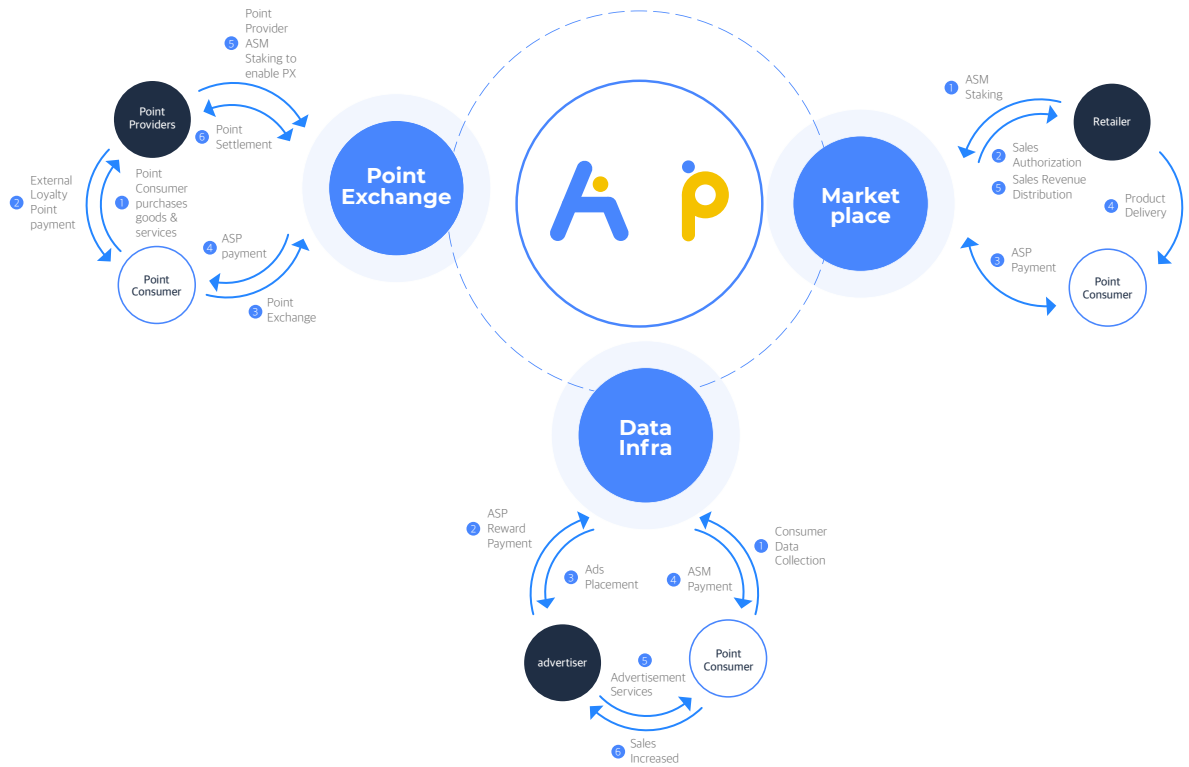 Point
Provider
5
ASM
Staking to
enable PX
Point
Providers
6
Point
Settlement
2
External
Loyalty
Point
payment
1
Point
Consumer
purchases
goods &
services
4
ASP
payment
Point
Consumer
3
Point
Exchange
Point
Exchange
Market
place
1
ASM
Staking
Retailer
2
Sales
Authorization
5
Sales Revenue
Distribution
4
Product
Delivery
3
ASP
Payment
Point
Consumer
Data
Infra
2
ASP
Reward
Payment
3
Ads
Placement
4
ASM
Payment
1
Consumer
Data
Collection
advertiser
Point
Consumer
5
Advertisement
Services
6
Sales
Increased